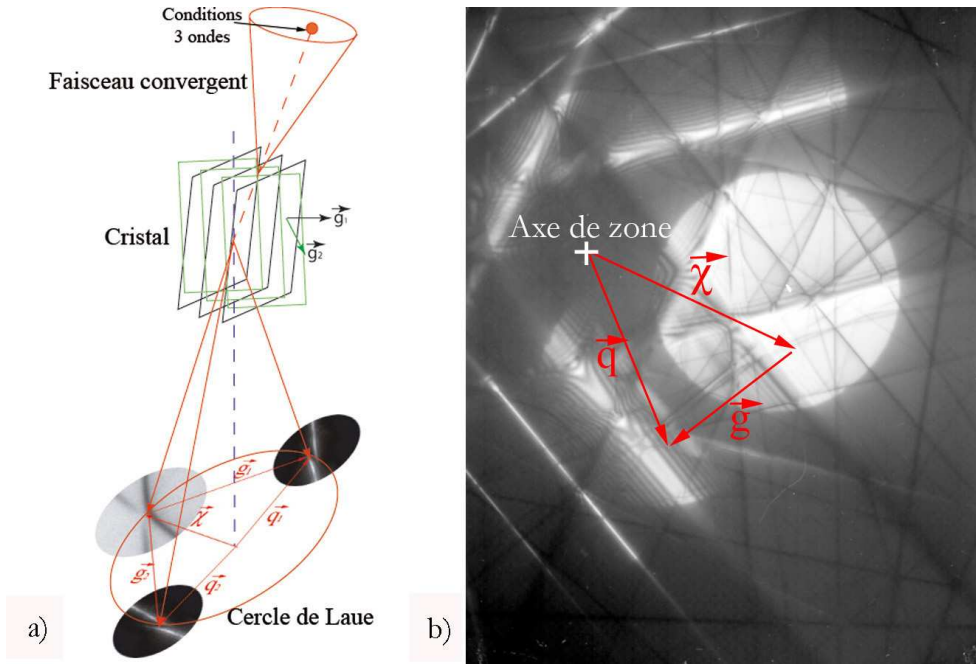 Conditions
3 ondes
Faisceau convergent
Cristal
g₁
g₂
g₁
χ
q₁
g₂
q₂
Cercle de Laue
a)
Axe de zone
χ
q
g
b)